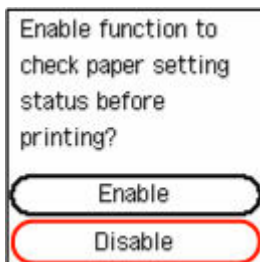 Enable function to
check paper setting
status before
printing?
Enable
Disable